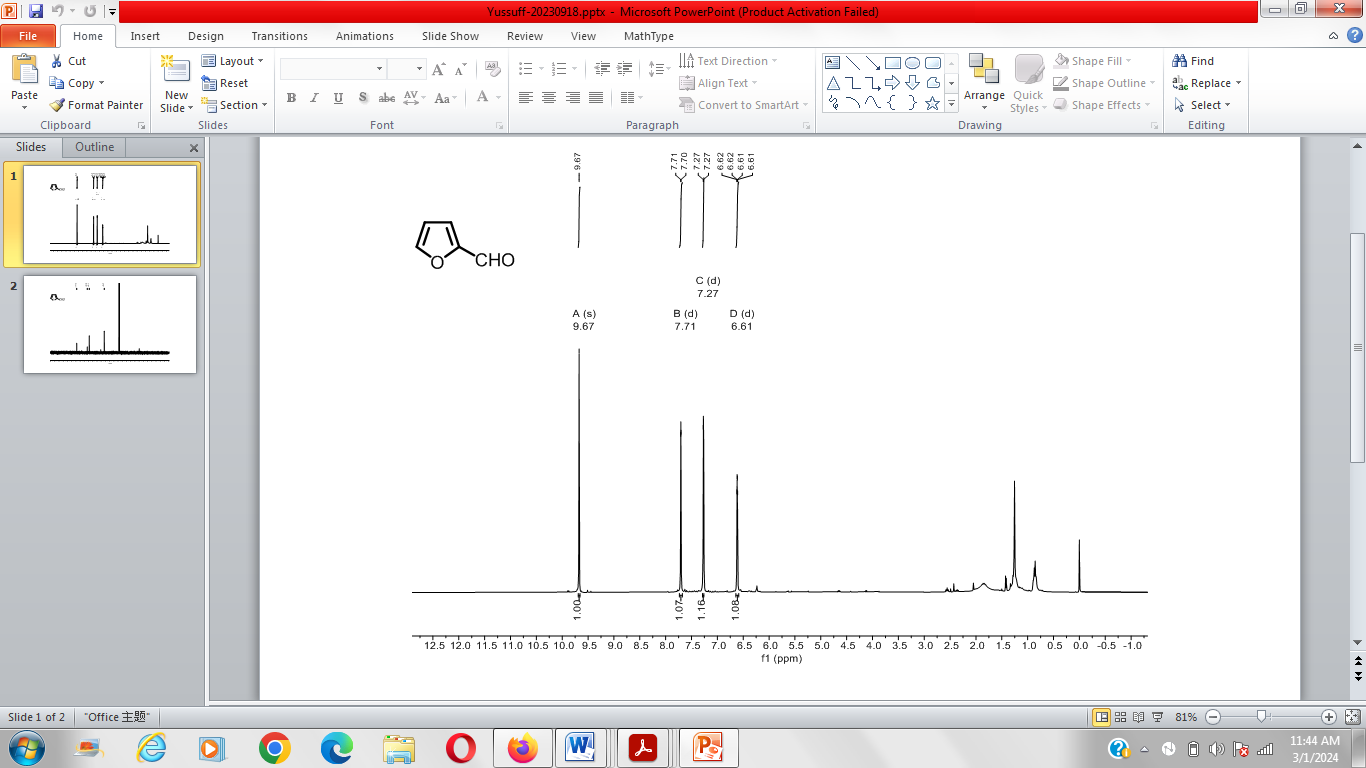 Yussuff-20230918.pptx - Microsoft PowerPoint (Product Activation Failed)
File Home Insert Design Transitions Animations Slide Show Review View MathType
Paste
Cut
Copy
Format Painter
Clipboard
New Slide
Layout
Reset
Section
Slides
B I U S abc AV Aa A
Font
Text Direction
Align Text
Convert to SmartArt
Paragraph
Arrange
Quick Styles
Shape Fill
Shape Outline
Shape Effects
Drawing
Find
Replace
Select
Editing
Slides Outline
1
2
9.67
7.71
7.70
7.27
7.27
6.62
6.62
6.61
6.61
O CHO
C (d)
7.27
A (s)
9.67
B (d)
7.71
D (d)
6.61
1.00
1.07
1.16
1.08
12.5 12.0 11.5 11.0 10.5 10.0 9.5 9.0 8.5 8.0 7.5 7.0 6.5 6.0 5.5 5.0 4.5 4.0 3.5 3.0 2.5 2.0 1.5 1.0 0.5 0.0 -0.5 -1.0
f1 (ppm)
Slide 1 of 2 "Office 主题" 81%
11:44 AM
3/1/2024